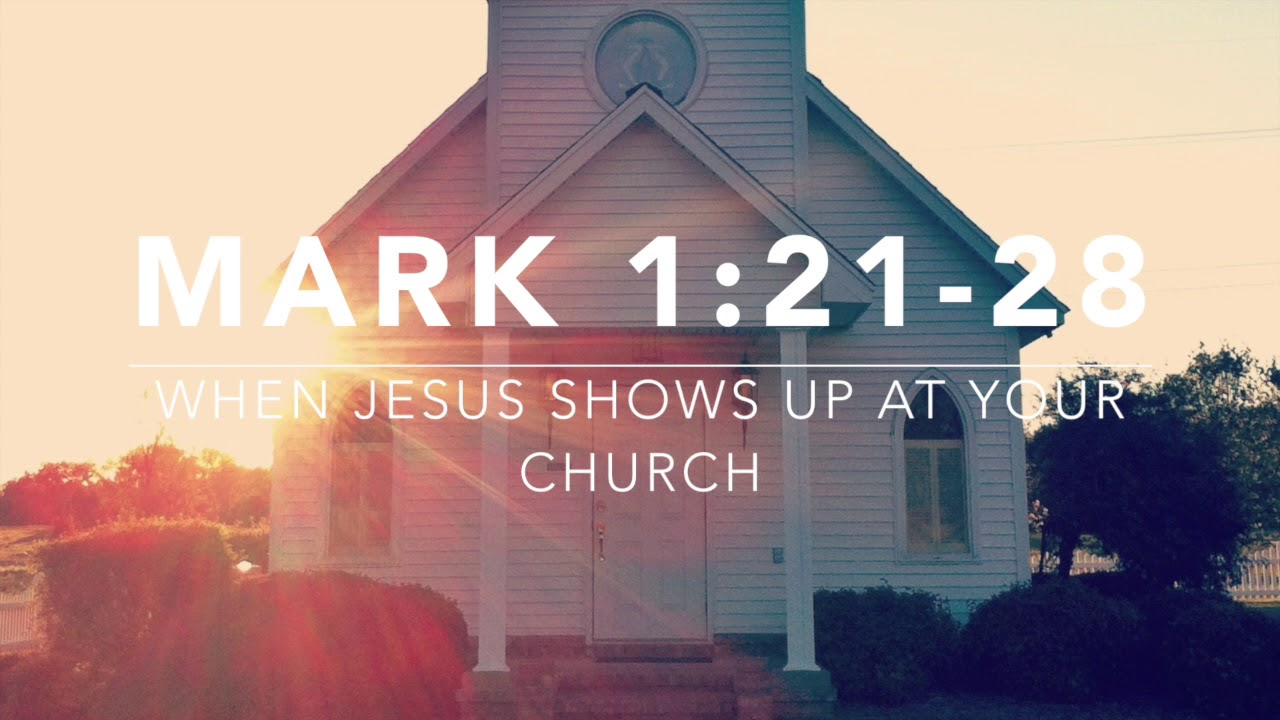 MARK 1:21-28
WHEN JESUS SHOWS UP AT YOUR
CHURCH